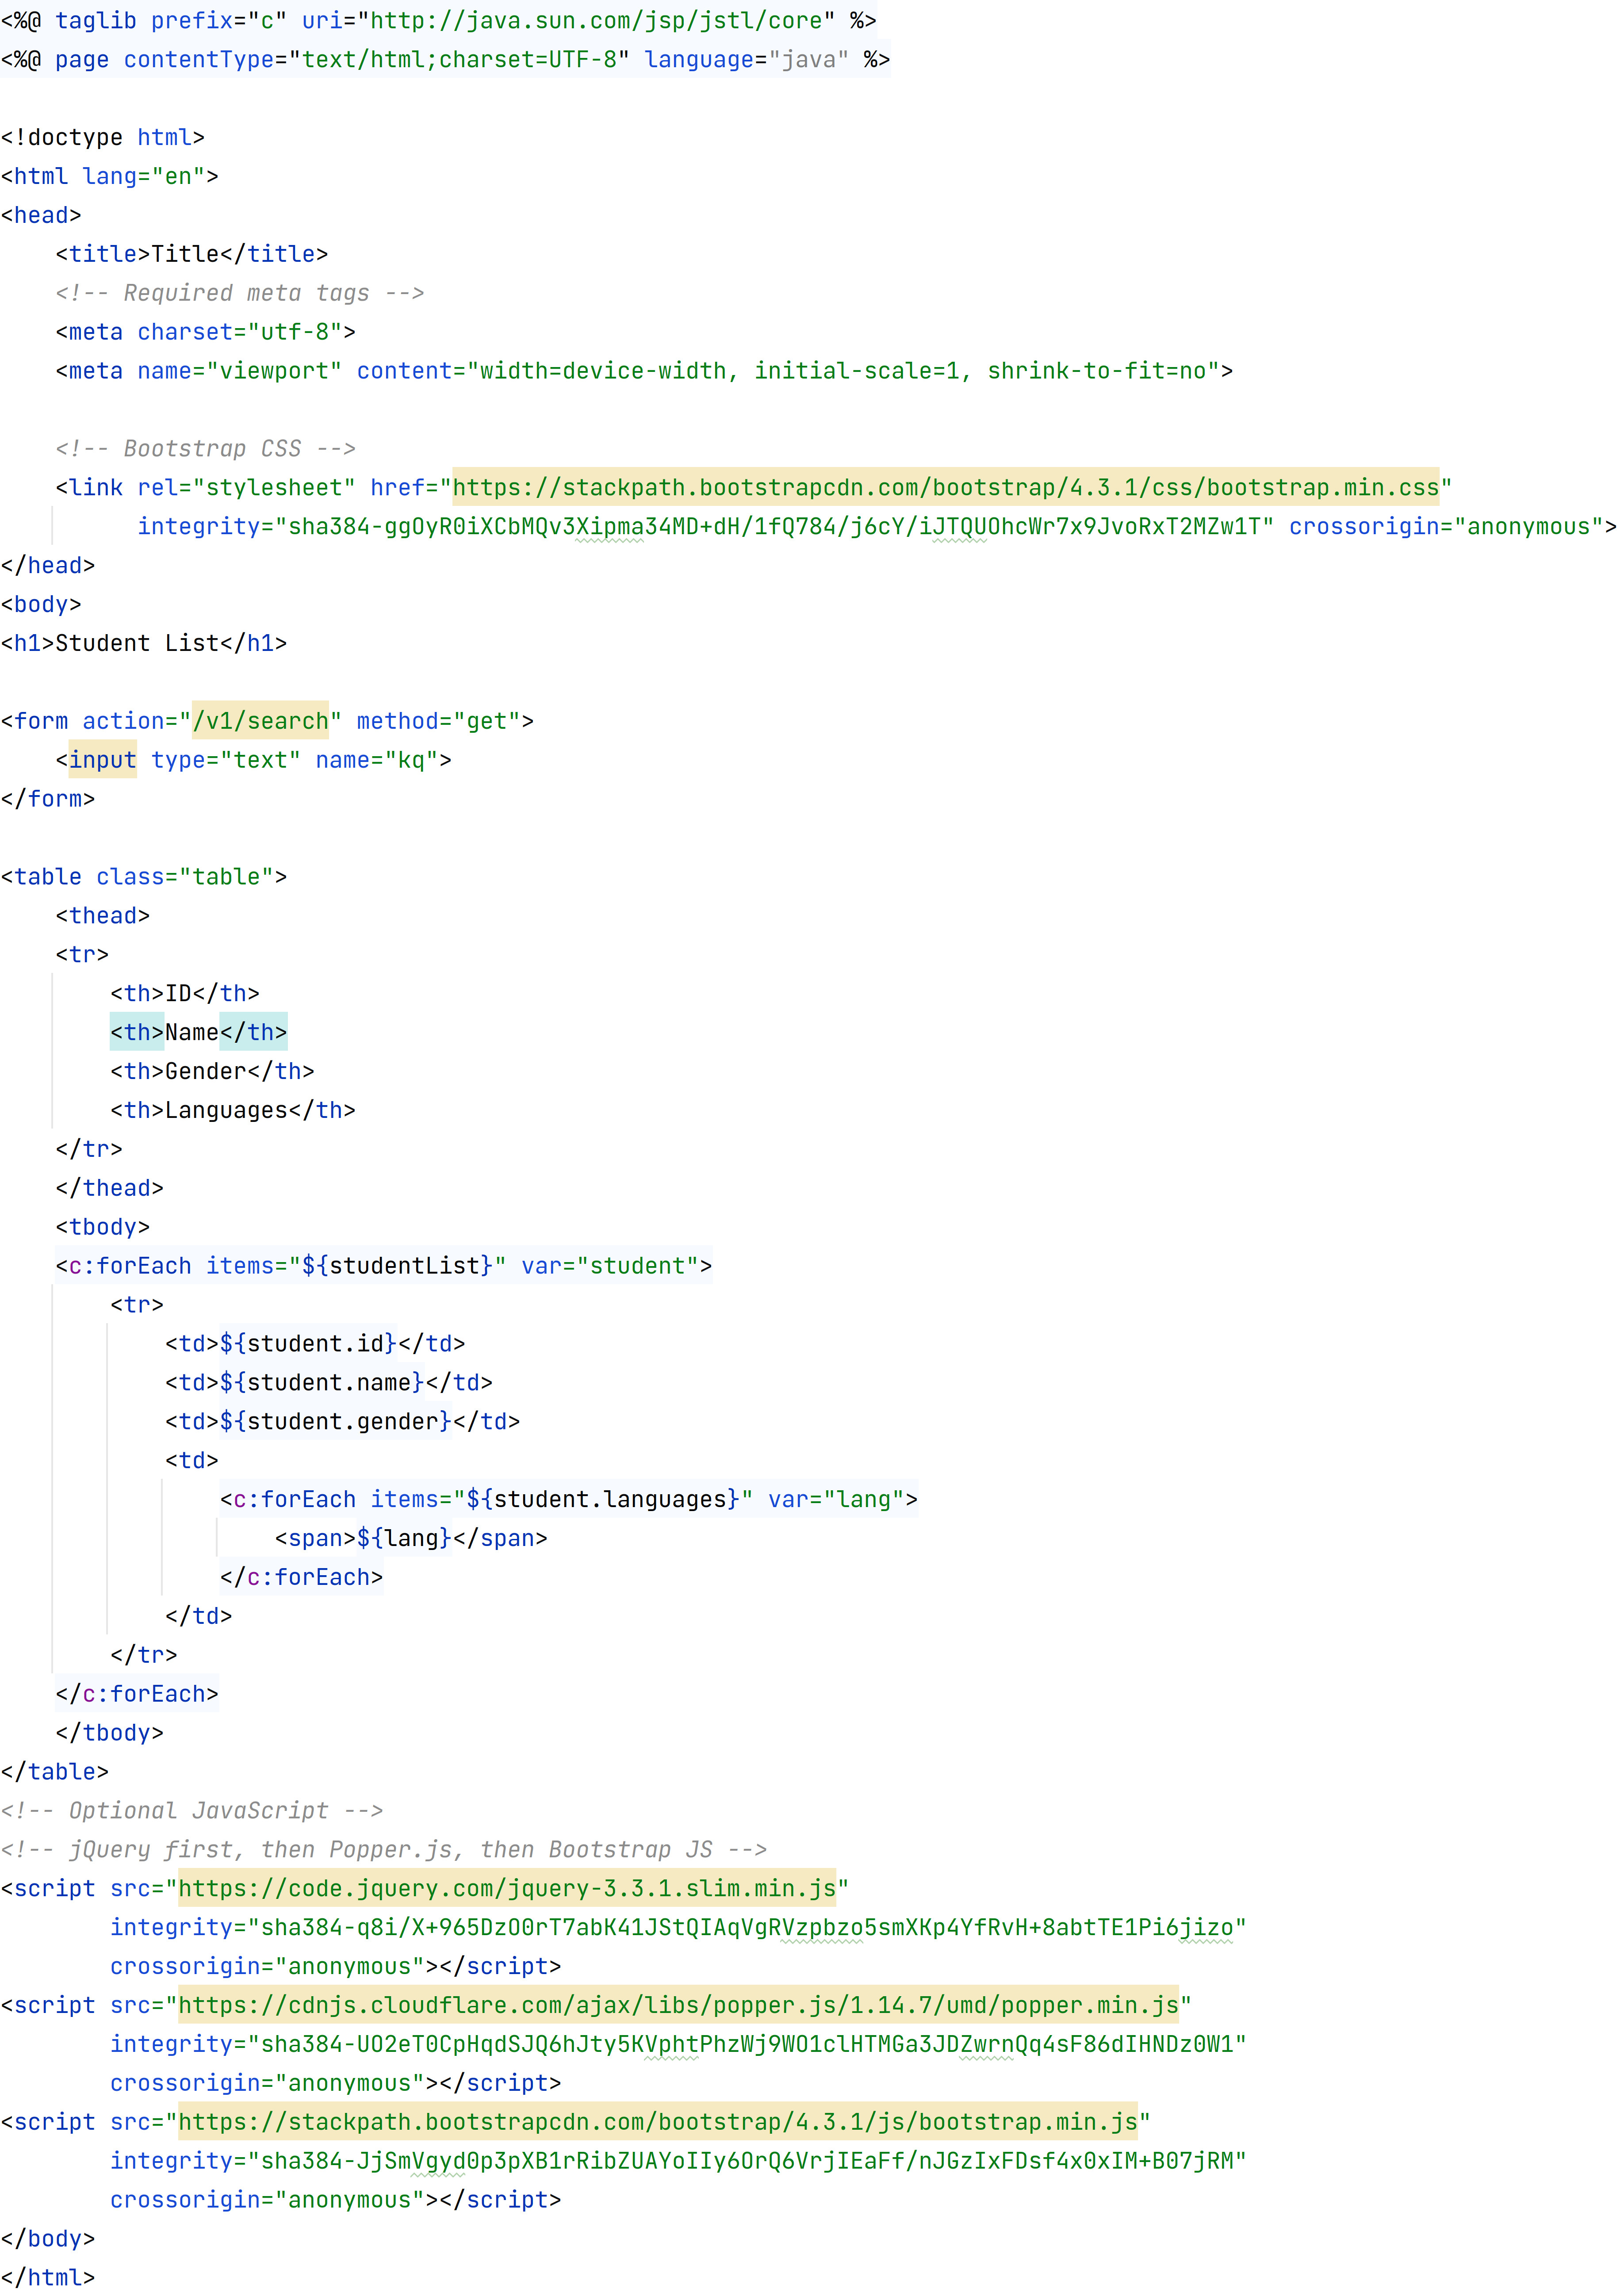 <%@ taglib prefix="c" uri="http://java.sun.com/jsp/jstl/core" %>
<%@ page contentType="text/html;charset=UTF-8" language="java" %>

<!doctype html>
<html lang="en">
<head>
    <title>Title</title>
    <!-- Required meta tags -->
    <meta charset="utf-8">
    <meta name="viewport" content="width=device-width, initial-scale=1, shrink-to-fit=no">

    <!-- Bootstrap CSS -->
    <link rel="stylesheet" href="https://stackpath.bootstrapcdn.com/bootstrap/4.3.1/css/bootstrap.min.css"
          integrity="sha384-ggOyR0iXCbMQv3Xipma34MD+dH/1fQ784/j6cY/iJTQUOhcWr7x9JvoRxT2MZw1T" crossorigin="anonymous">
</head>
<body>
<h1>Student List</h1>

<form action="/v1/search" method="get">
    <input type="text" name="kq">
</form>

<table class="table">
    <thead>
    <tr>
        <th>ID</th>
        <th>Name</th>
        <th>Gender</th>
        <th>Languages</th>
    </tr>
    </thead>
    <tbody>
    <c:forEach items="${studentList}" var="student">
        <tr>
            <td>${student.id}</td>
            <td>${student.name}</td>
            <td>${student.gender}</td>
            <td>
                <c:forEach items="${student.languages}" var="lang">
                    <span>${lang}</span>
                </c:forEach>
            </td>
        </tr>
    </c:forEach>
    </tbody>
</table>
<!-- Optional JavaScript -->
<!-- jQuery first, then Popper.js, then Bootstrap JS -->
<script src="https://code.jquery.com/jquery-3.3.1.slim.min.js"
        integrity="sha384-q8i/X+965DzO0rT7abK41JStQIAqVgRVzpbzo5smXKp4YfRvH+8abtTE1Pi6jizo"
        crossorigin="anonymous"></script>
<script src="https://cdnjs.cloudflare.com/ajax/libs/popper.js/1.14.7/umd/popper.min.js"
        integrity="sha384-UO2eT0CpHqdSJQ6hJty5KVphtPhzWj9WO1clHTMGa3JDZwrnQq4sF86dIHNDz0W1"
        crossorigin="anonymous"></script>
<script src="https://stackpath.bootstrapcdn.com/bootstrap/4.3.1/js/bootstrap.min.js"
        integrity="sha384-JjSmVgyd0p3pXB1rRibZUAYoIIy6OrQ6VrjIEaFf/nJGzIxFDsf4x0xIM+B07jRM"
        crossorigin="anonymous"></script>
</body>
</html>